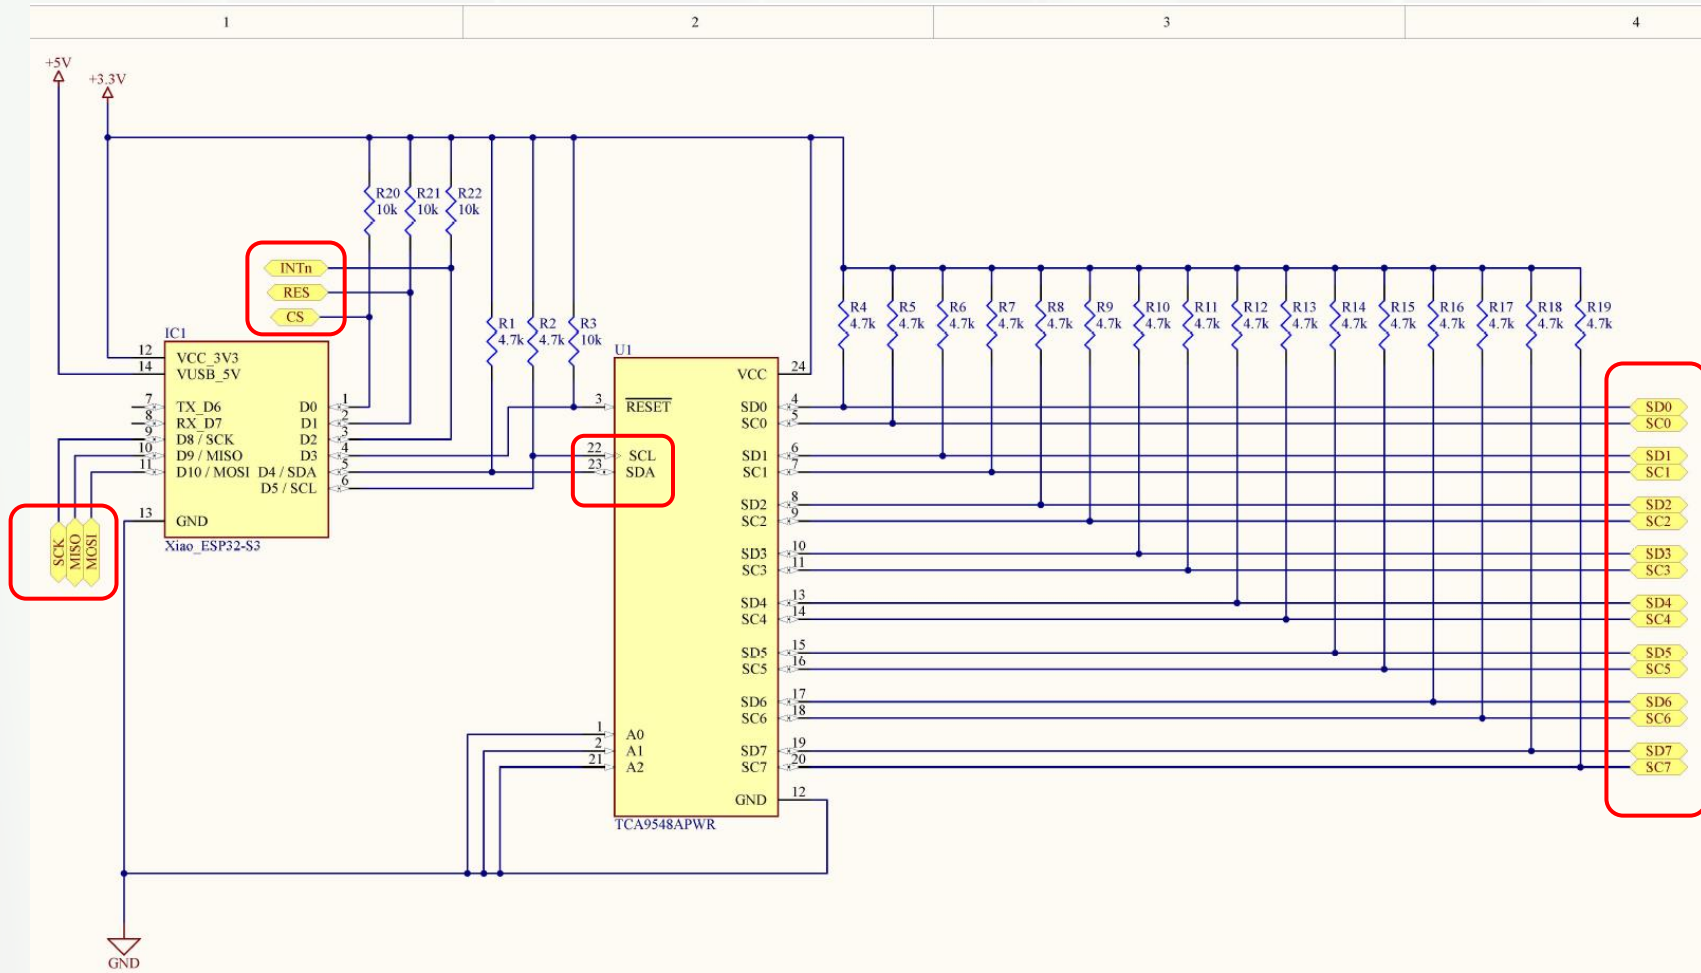 1 2 3 4
+5V
+3.3V
R20 10k
R21 10k
R22 10k
INTn
RES
CS
R1 4.7k
R2 4.7k
R3 10k
R4 4.7k
R5 4.7k
R6 4.7k
R7 4.7k
R8 4.7k
R9 4.7k
R10 4.7k
R11 4.7k
R12 4.7k
R13 4.7k
R14 4.7k
R15 4.7k
R16 4.7k
R17 4.7k
R18 4.7k
R19 4.7k
IC1
12 VCC_3V3
14 VUSB_5V
7 TX_D6 D0 1
8 RX_D7 D1 2
9 D8 / SCK D2 3
10 D9 / MISO D3 4
11 D10 / MOSI D4 / SDA 5
D5 / SCL 6
13 GND
Xiao_ESP32-S3
SCK
MISO
MOSI
U1
VCC 24
3 RESET SD0 4 SD0
SC0 5 SC0
22 SCL SD1 6 SD1
23 SDA SC1 7 SC1
SD2 8 SD2
SC2 9 SC2
SD3 10 SD3
SC3 11 SC3
SD4 13 SD4
SC4 14 SC4
SD5 15 SD5
SC5 16 SC5
SD6 17 SD6
SC6 18 SC6
1 A0
2 A1 SD7 19 SD7
21 A2 SC7 20 SC7
GND 12
TCA9548APWR
GND